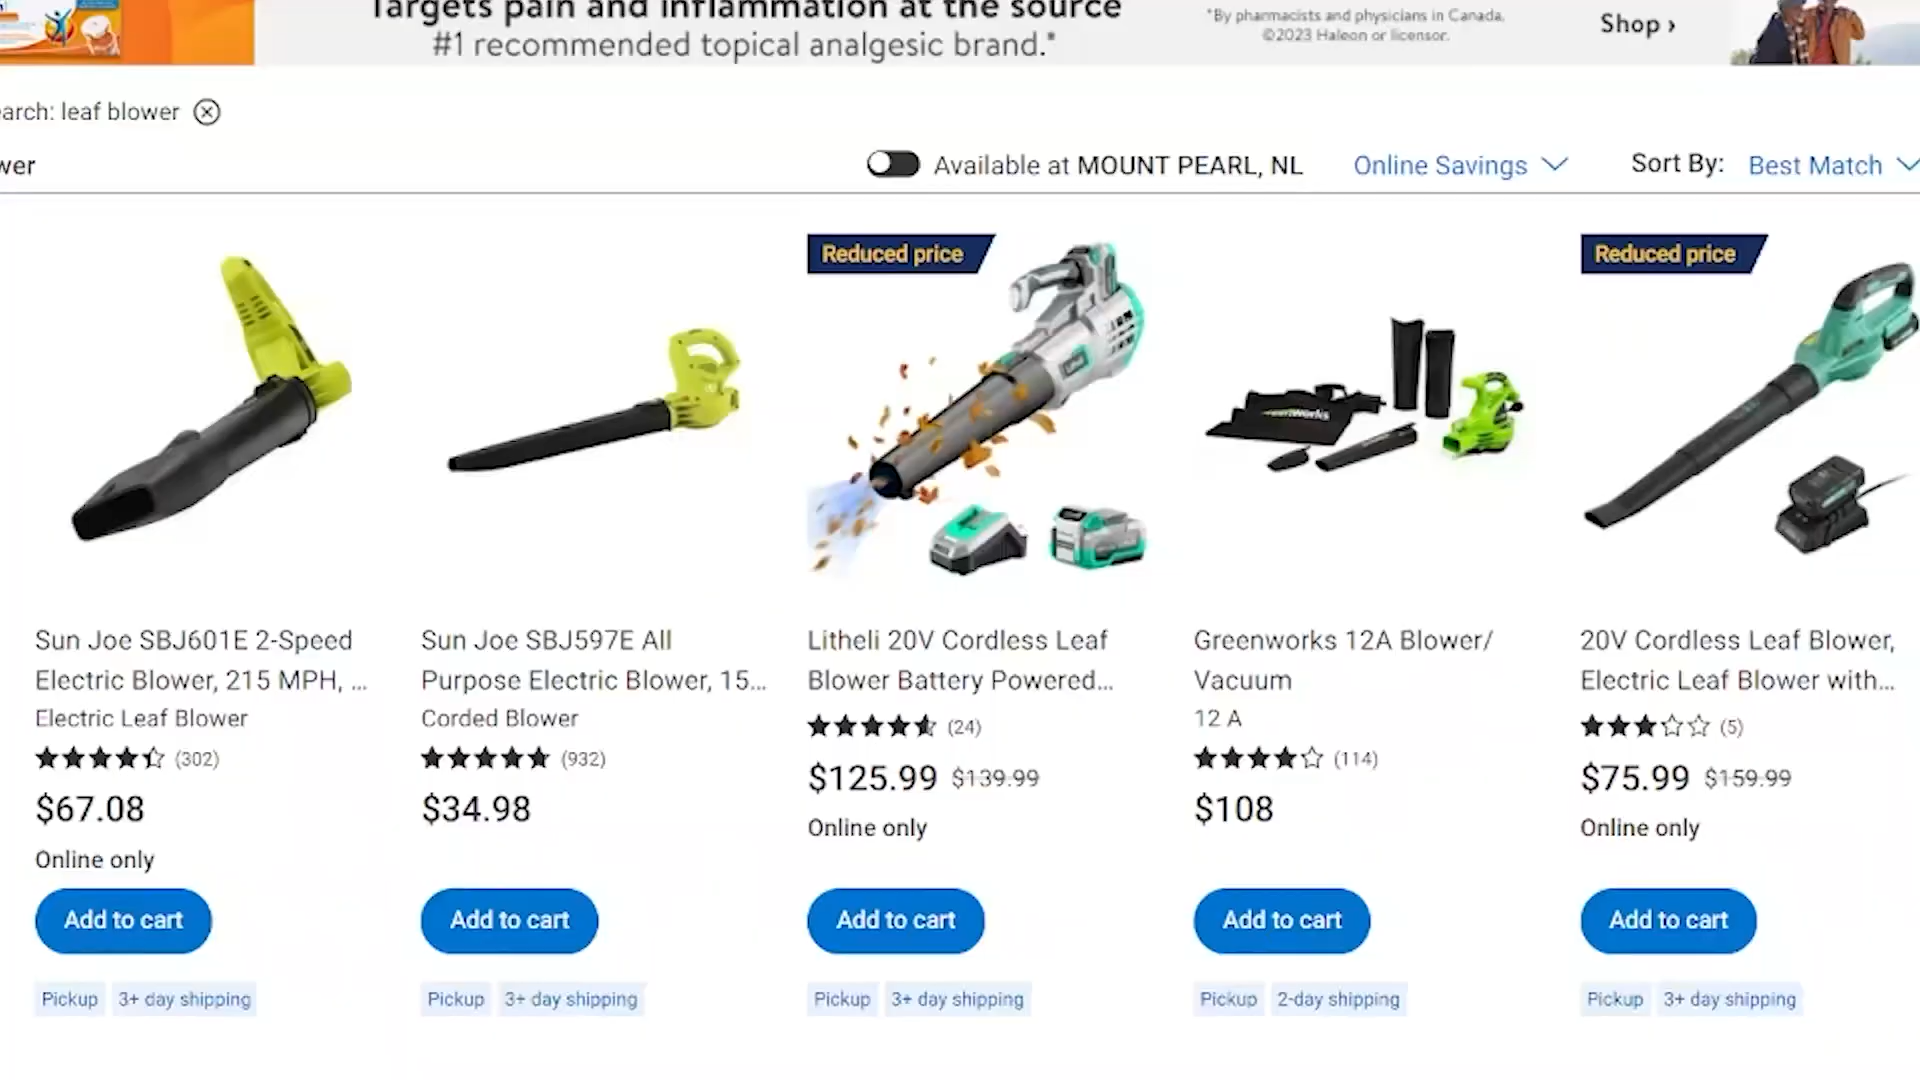 Targets pain and inflammation at the source
#1 recommended topical analgesic brand.*
*By pharmacists and physicians in Canada.
©2023 Haleon or licensor.
Shop ›
earch: leaf blower
wer
Available at MOUNT PEARL, NL
Online Savings
Sort By: Best Match
Reduced price
Reduced price
Sun Joe SBJ601E 2-Speed
Electric Blower, 215 MPH, ...
Electric Leaf Blower
(302)
$67.08
Online only
Add to cart
Pickup 3+ day shipping
Sun Joe SBJ597E All
Purpose Electric Blower, 15...
Corded Blower
(932)
$34.98
Add to cart
Pickup 3+ day shipping
Litheli 20V Cordless Leaf
Blower Battery Powered...
(24)
$125.99 $139.99
Online only
Add to cart
Pickup 3+ day shipping
Greenworks 12A Blower/
Vacuum
12 A
(114)
$108
Add to cart
Pickup 2-day shipping
20V Cordless Leaf Blower,
Electric Leaf Blower with...
(5)
$75.99 $159.99
Online only
Add to cart
Pickup 3+ day shipping